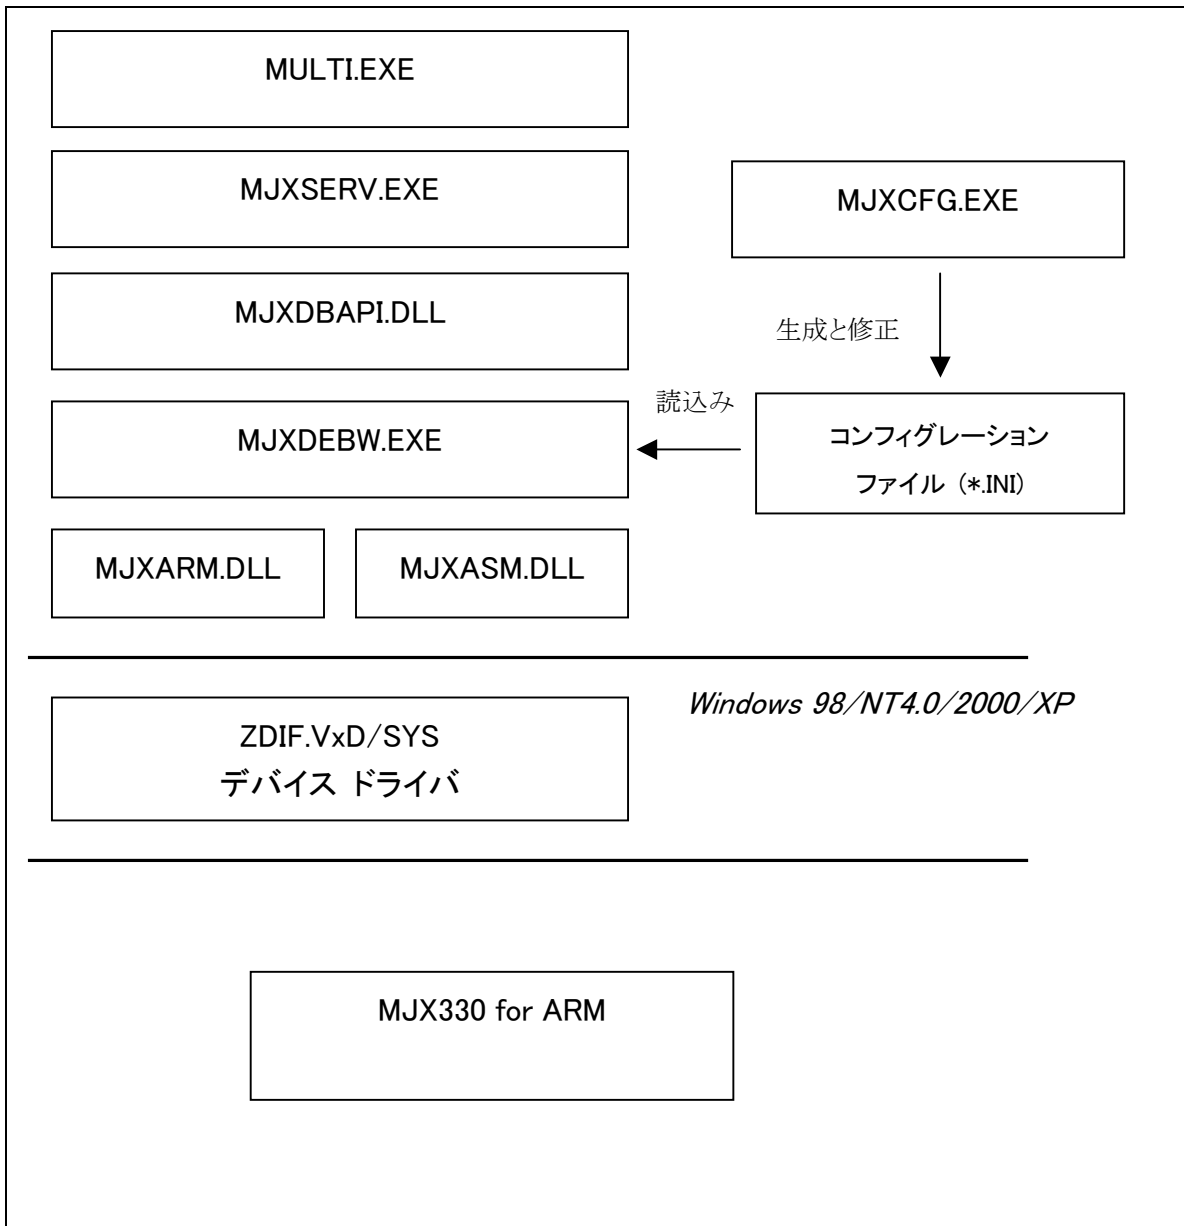 MULTI.EXE
MJXSERV.EXE
MJXCFG.EXE
MJXDBAPI.DLL
生成と修正
読込み
MJXDEBW.EXE
コンフィグレーション
ファイル (*.INI)
MJXARM.DLL
MJXASM.DLL
Windows 98/NT4.0/2000/XP
ZDIF.VxD/SYS
デバイス ドライバ
MJX330 for ARM